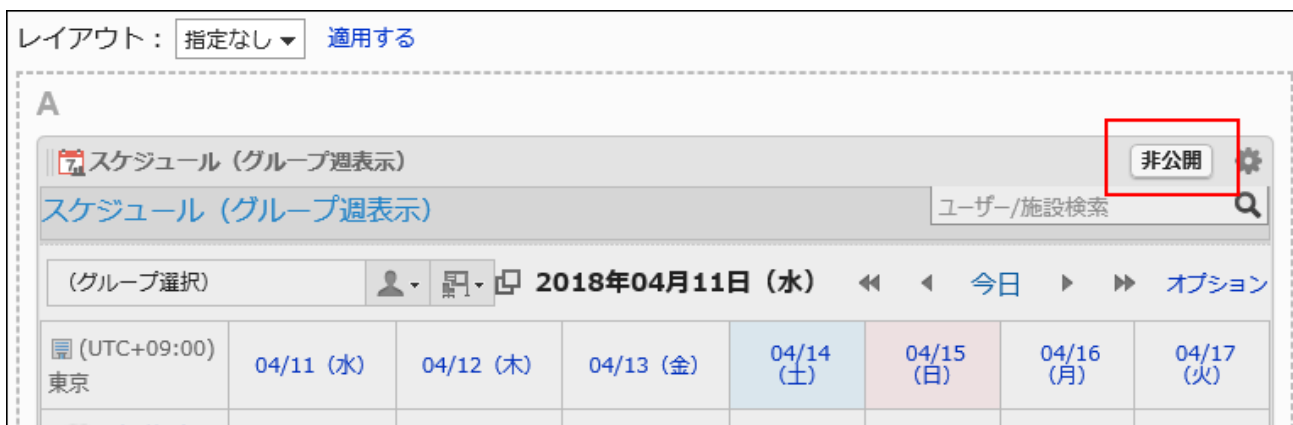 レイアウト： 指定なし 適用する
A
スケジュール（グループ週表示） 非公開
スケジュール（グループ週表示） ユーザー/施設検索
（グループ選択） 2018年04月11日（水） 今日 オプション
(UTC+09:00)
東京
04/11（水）
04/12（木）
04/13（金）
04/14
（土）
04/15
（日）
04/16
（月）
04/17
（火）